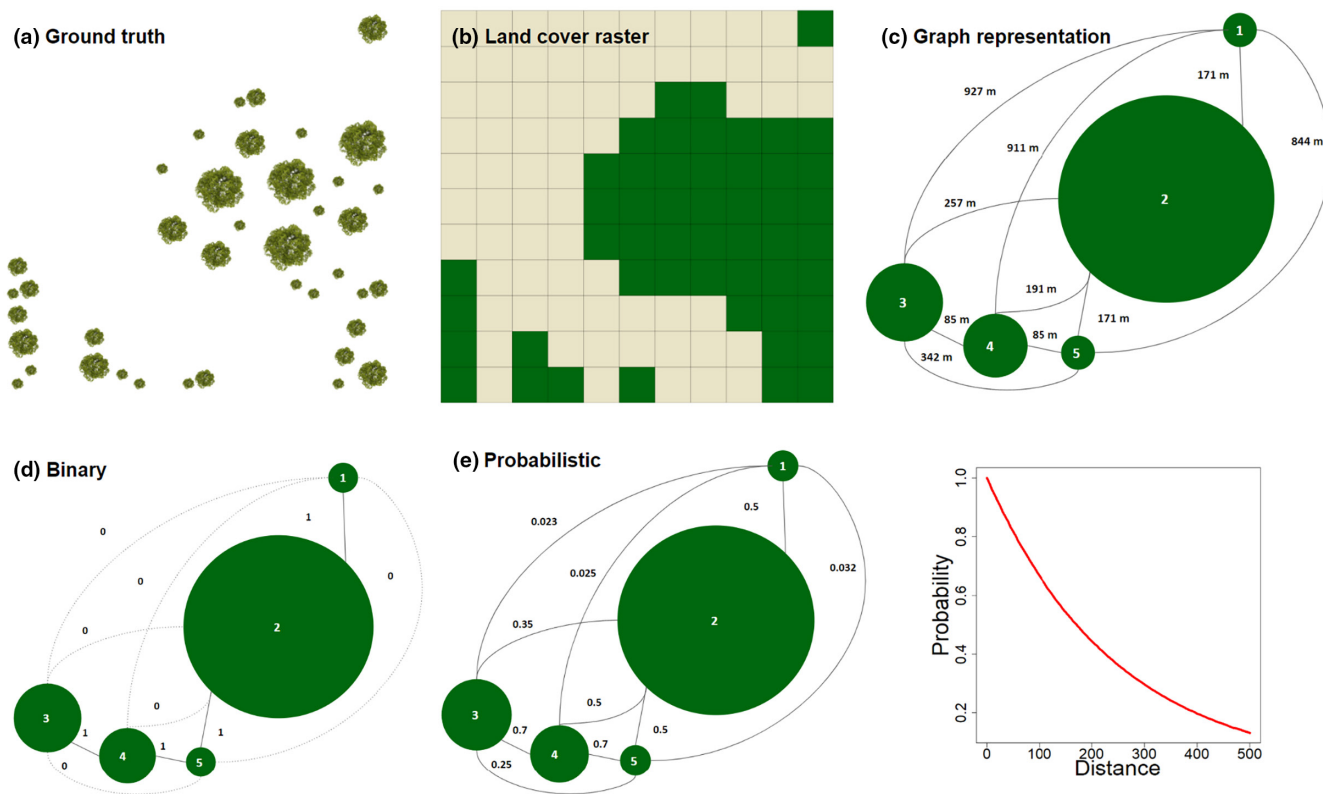 (a) Ground truth
(b) Land cover raster
(c) Graph representation
1
171 m
927 m
911 m
844 m
2
257 m
191 m
3
85 m
171 m
4
85 m
5
342 m
(d) Binary
1
0
1
0
0
2
0
0
3
1
1
4
1
5
0
(e) Probabilistic
1
0.5
0.023
0.025
0.032
2
0.35
0.5
3
0.7
0.5
4
0.7
5
0.25
Probability
1.0
0.8
0.6
0.4
0.2
0 100 200 300 400 500
Distance